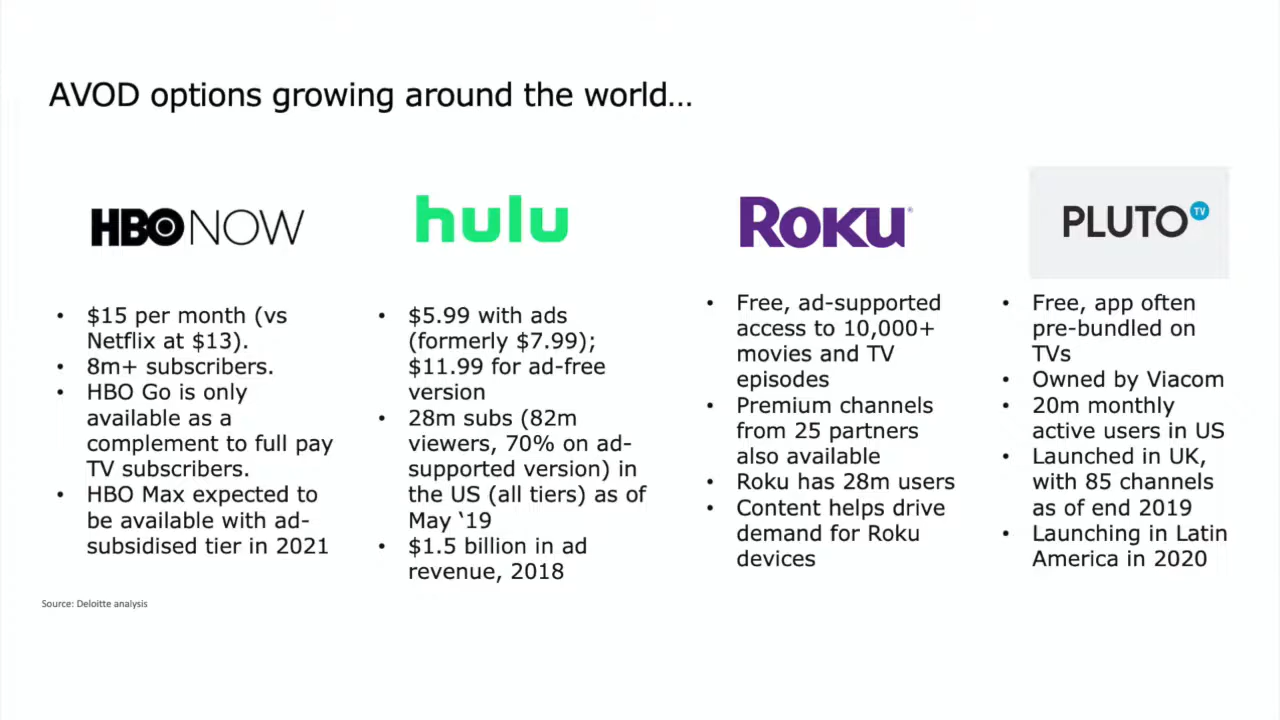 AVOD options growing around the world...
HBO NOW
• $15 per month (vs
Netflix at $13).
• 8m+ subscribers.
• HBO Go is only
available as a
complement to full pay
TV subscribers.
• HBO Max expected to
be available with ad-
subsidised tier in 2021
hulu
• $5.99 with ads
(formerly $7.99);
$11.99 for ad-free
version
• 28m subs (82m
viewers, 70% on ad-
supported version) in
the US (all tiers) as of
May ‘19
• $1.5 billion in ad
revenue, 2018
ROKU®
• Free, ad-supported
access to 10,000+
movies and TV
episodes
• Premium channels
from 25 partners
also available
• Roku has 28m users
• Content helps drive
demand for Roku
devices
PLUTO TV
• Free, app often
pre-bundled on
TVs
• Owned by Viacom
• 20m monthly
active users in US
• Launched in UK,
with 85 channels
as of end 2019
• Launching in Latin
America in 2020
Source: Deloitte analysis